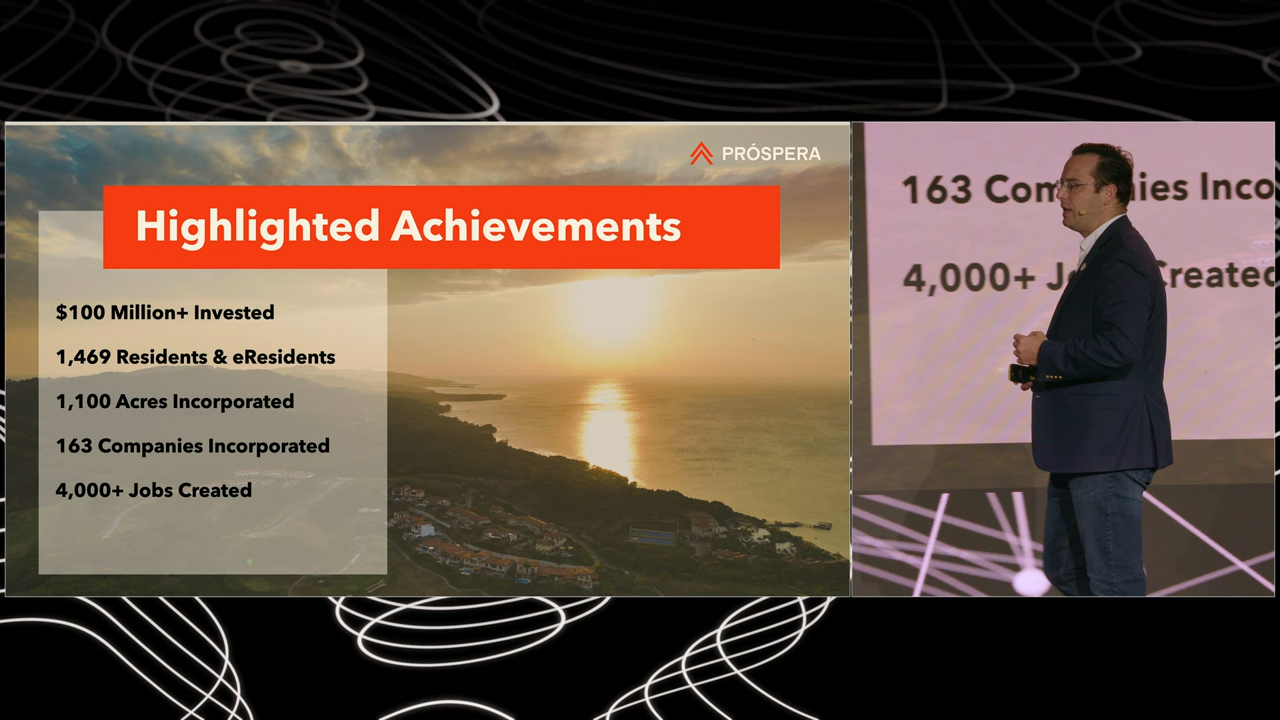 PRÓSPERA
Highlighted Achievements
$100 Million+ Invested
1,469 Residents & eResidents
1,100 Acres Incorporated
163 Companies Incorporated
4,000+ Jobs Created
163 Com ies Inco
4,000+ J Created